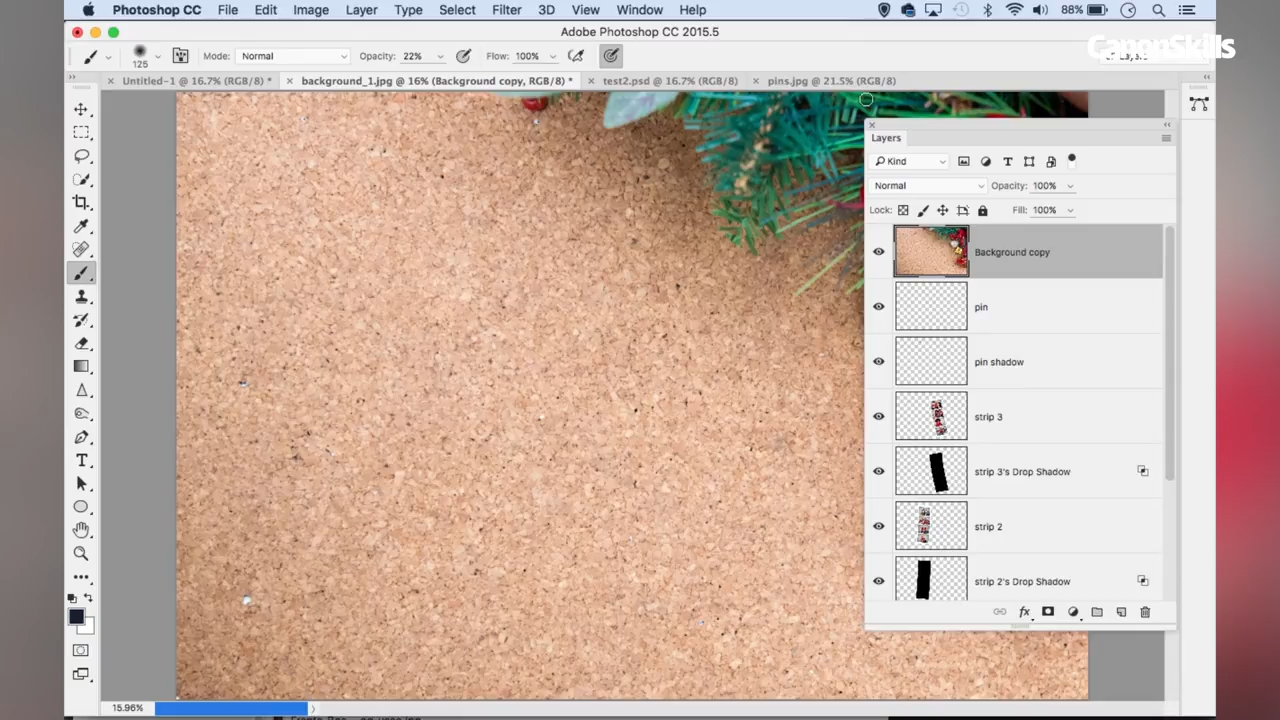 Photoshop CC File Edit Image Layer Type Select Filter 3D View Window Help 88%
CanonSkills
Adobe Photoshop CC 2015.5
125 Mode: Normal Opacity: 22% Flow: 100%
Untitled-1 @ 16.7% (RGB/8) * background_1.jpg @ 16% (Background copy, RGB/8) * test2.psd @ 16.7% (RGB/8) pins.jpg @ 21.5% (RGB/8)
Layers
Kind
Normal Opacity: 100%
Lock: Fill: 100%
Background copy
pin
pin shadow
strip 3
strip 3's Drop Shadow
strip 2
strip 2's Drop Shadow
fx
15.96%